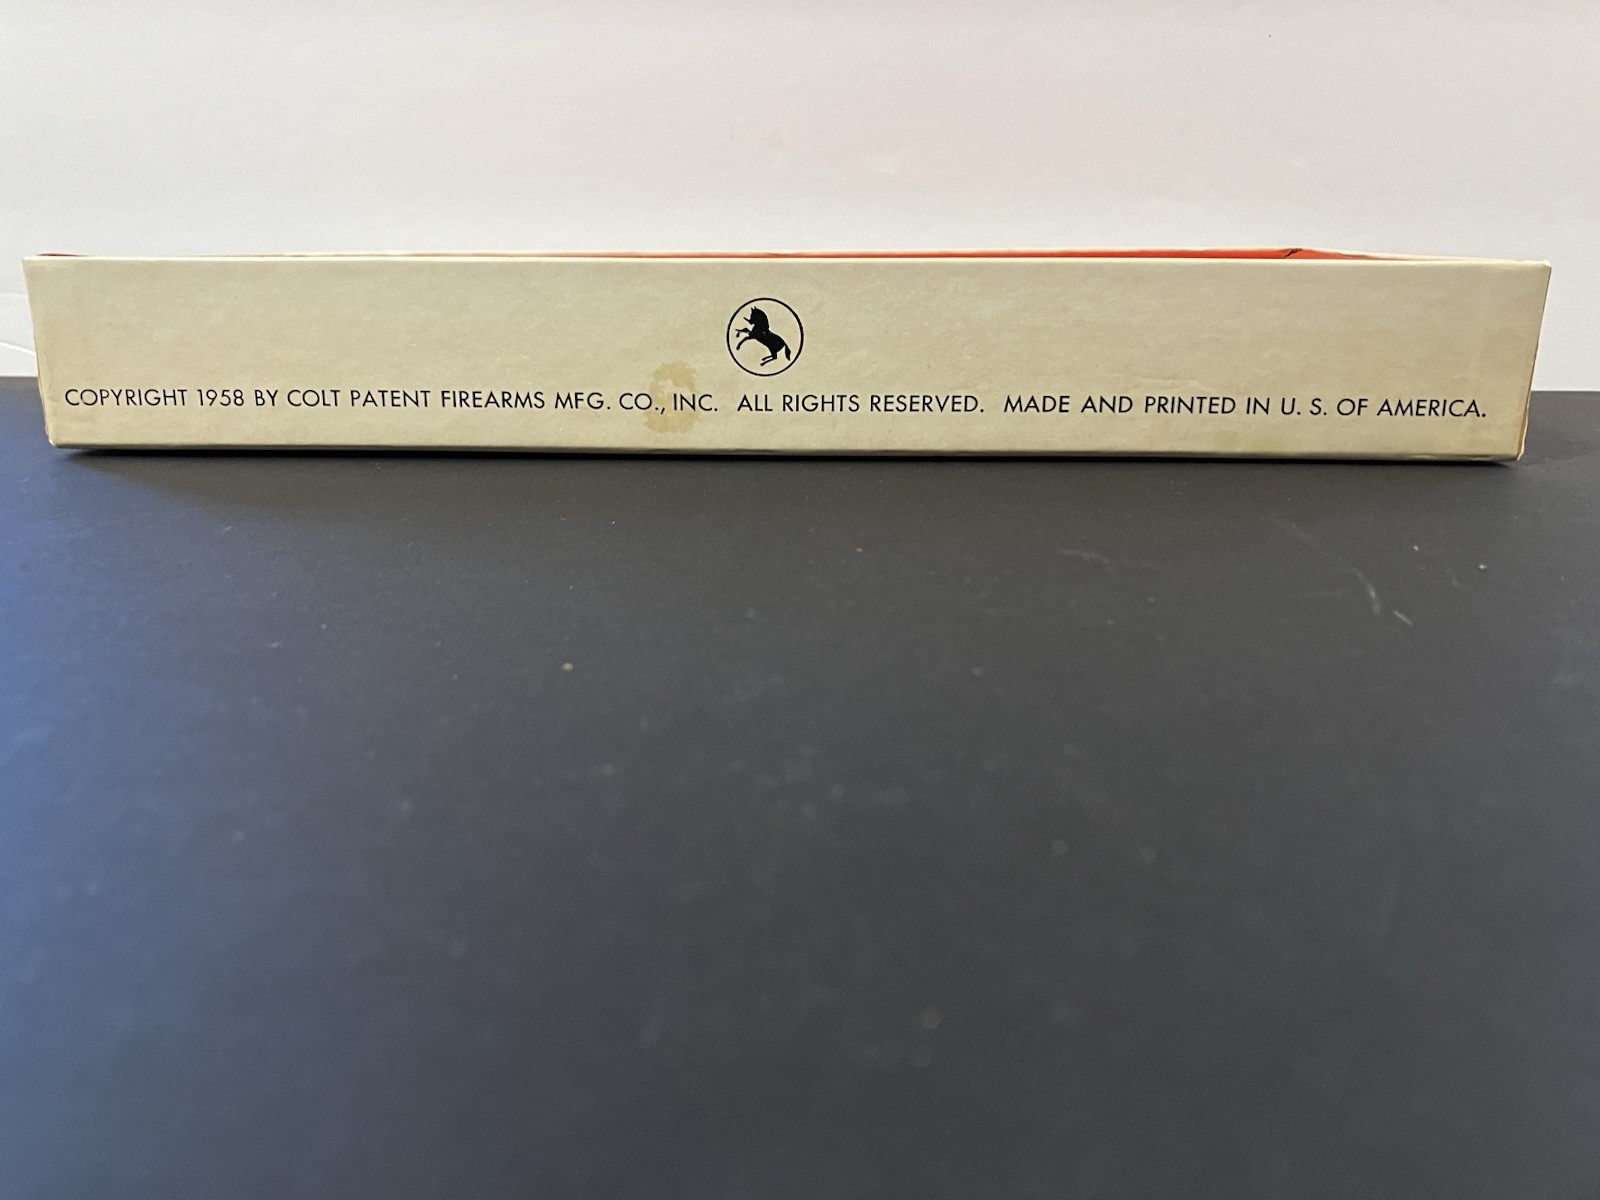 COPYRIGHT 1958 BY COLT PATENT FIREARMS MFG. CO., INC. ALL RIGHTS RESERVED. MADE AND PRINTED IN U. S. OF AMERICA.